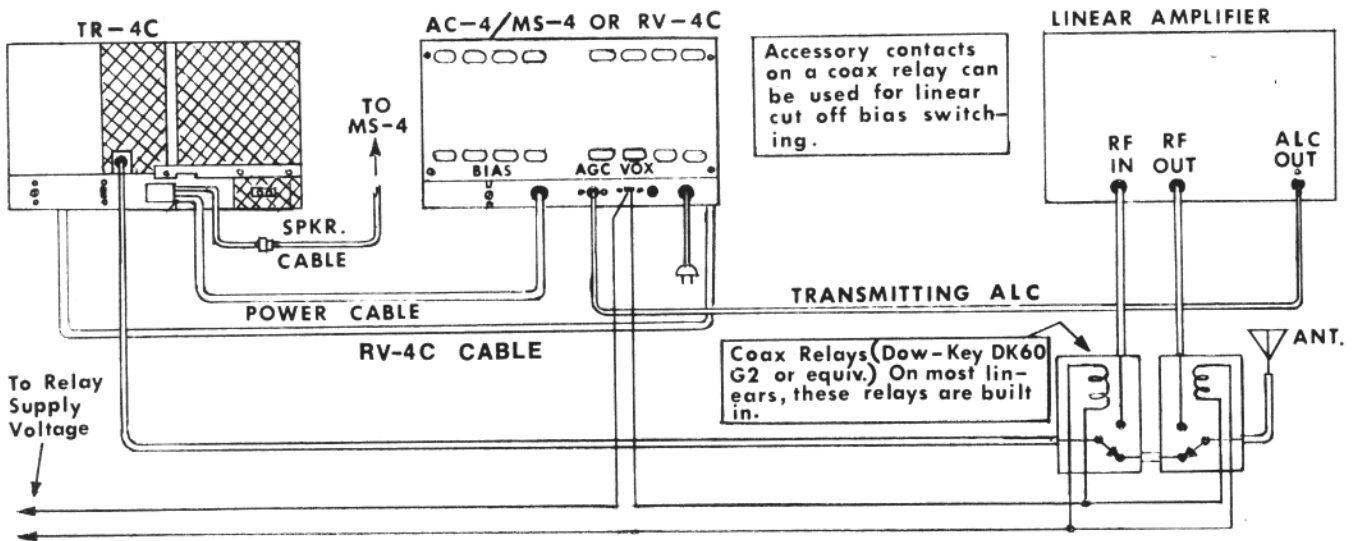 TR-4C
AC-4/MS-4 OR RV-4C
LINEAR AMPLIFIER
Accessory contacts
on a coax relay can
be used for linear
cut off bias switch-
ing.
TO
MS-4
RF
IN
RF
OUT
ALC
OUT
BIAS
AGC VOX
SPKR.
CABLE
POWER CABLE
TRANSMITTING ALC
RV-4C CABLE
Coax Relays(Dow-Key DK60
G2 or equiv.) On most lin-
ears, these relays are built
in.
ANT.
To Relay
Supply
Voltage